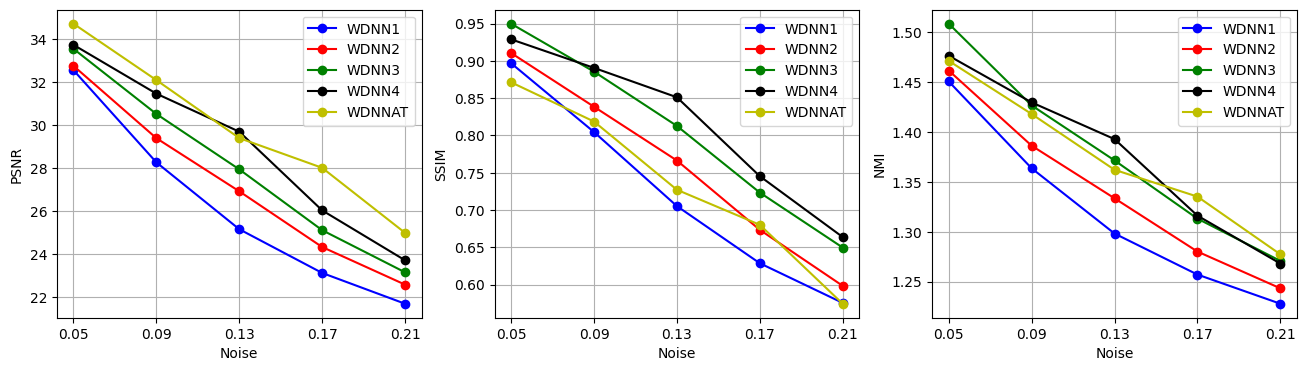 34
32
30
28
26
24
22
PSNR
0.05 0.09 0.13 0.17 0.21
Noise
WDNN1
WDNN2
WDNN3
WDNN4
WDNNAT
0.95
0.90
0.85
0.80
0.75
0.70
0.65
0.60
SSIM
0.05 0.09 0.13 0.17 0.21
Noise
WDNN1
WDNN2
WDNN3
WDNN4
WDNNAT
1.50
1.45
1.40
1.35
1.30
1.25
NMI
0.05 0.09 0.13 0.17 0.21
Noise
WDNN1
WDNN2
WDNN3
WDNN4
WDNNAT